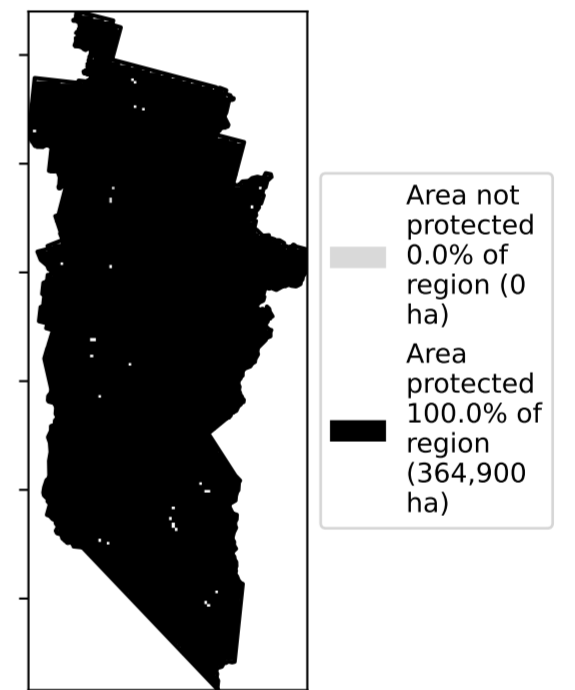 Area not
protected
0.0% of
region (0
ha)
Area
protected
100.0% of
region
(364,900
ha)